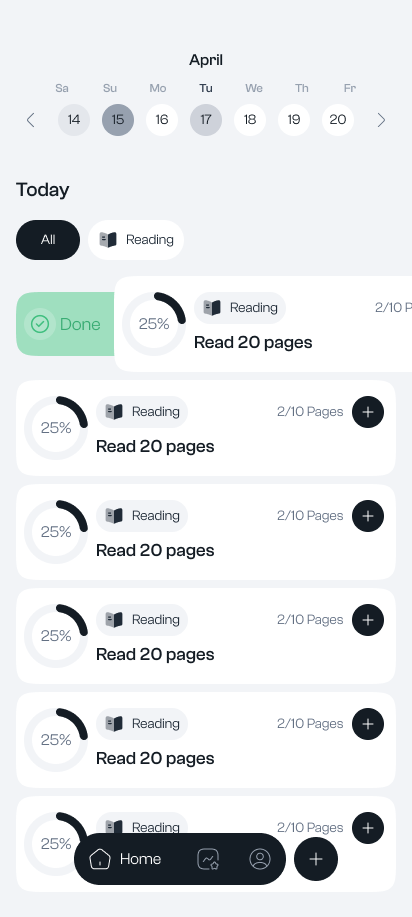 April
Sa Su Mo Tu We Th Fr
14 15 16 17 18 19 20
Today
All Reading
Done 25% Reading 2/10 P
Read 20 pages
25% Reading 2/10 Pages
Read 20 pages
25% Reading 2/10 Pages
Read 20 pages
25% Reading 2/10 Pages
Read 20 pages
25% Reading 2/10 Pages
Read 20 pages
25% Reading 2/10 Pages
Home